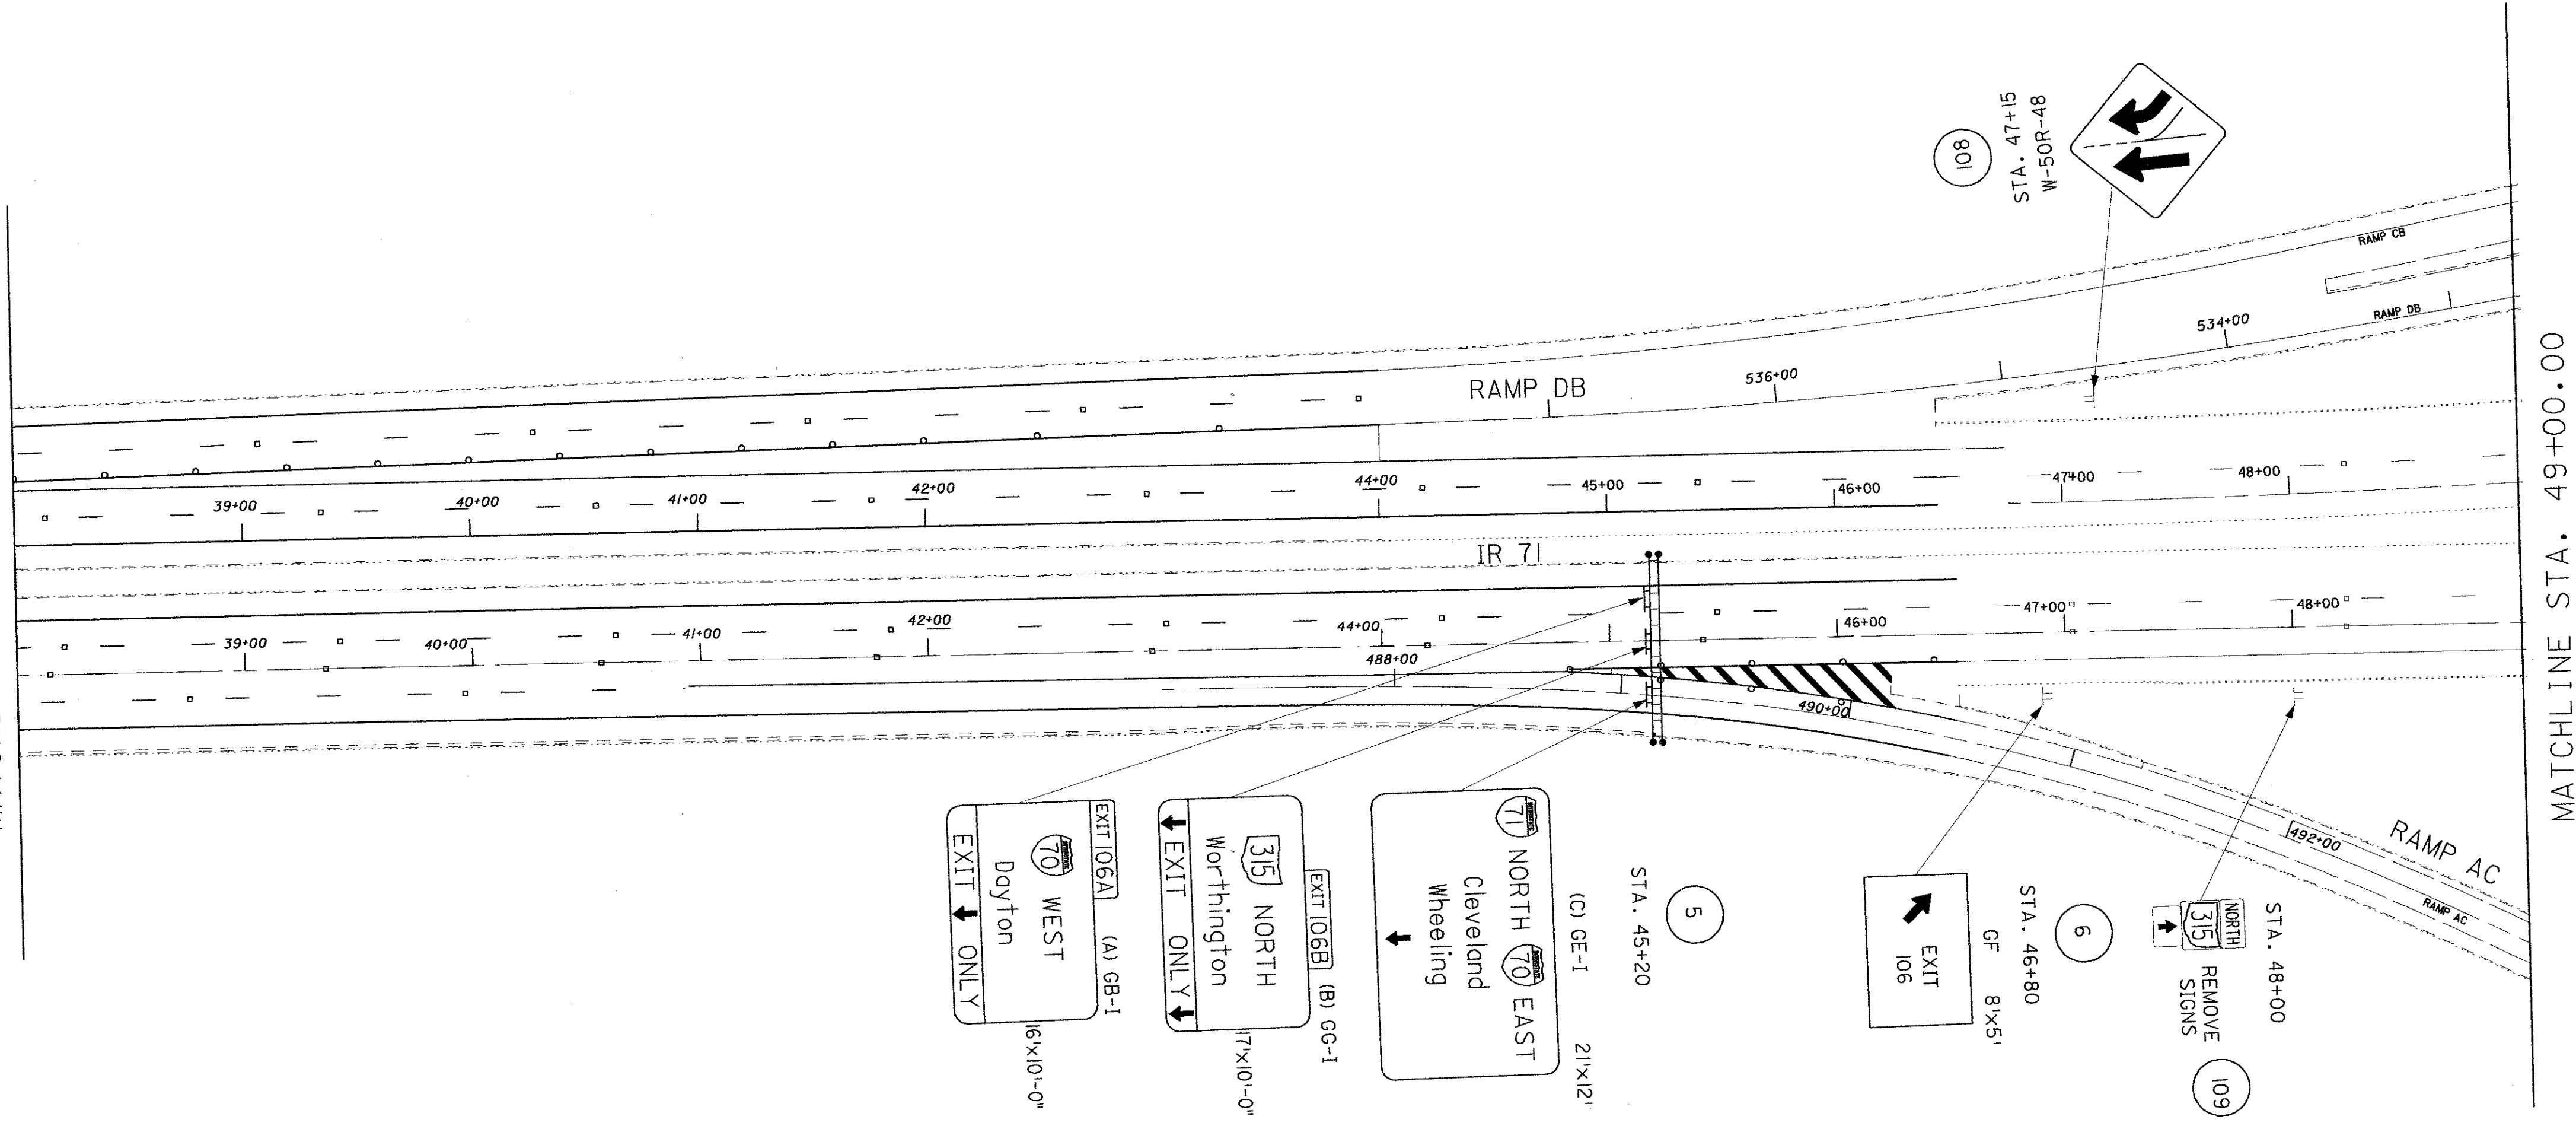 108
STA. 47+15
W-50R-48
RAMP CB
RAMP DB
534+00
536+00
RAMP DB
39+00
40+00
41+00
42+00
44+00
45+00
46+00
47+00
48+00
IR 71
39+00
40+00
41+00
42+00
44+00
46+00
47+00
48+00
488+00
490+00
492+00
RAMP AC
RAMP AC
MATCHLINE STA. 49+00.00
EXIT 106A
(A) GB-1
INTERSTATE
70 WEST
Dayton
EXIT ONLY
16'x10'-0"
EXIT 106B
(B) GG-1
315 NORTH
Worthington
EXIT ONLY
17'x10'-0"
5
STA. 45+20
(C) GE-1 21'x12'
71 NORTH 70 EAST
Cleveland
Wheeling
6
STA. 46+80
GF 8'x5'
EXIT
106
STA. 48+00
NORTH
315
REMOVE
SIGNS
109